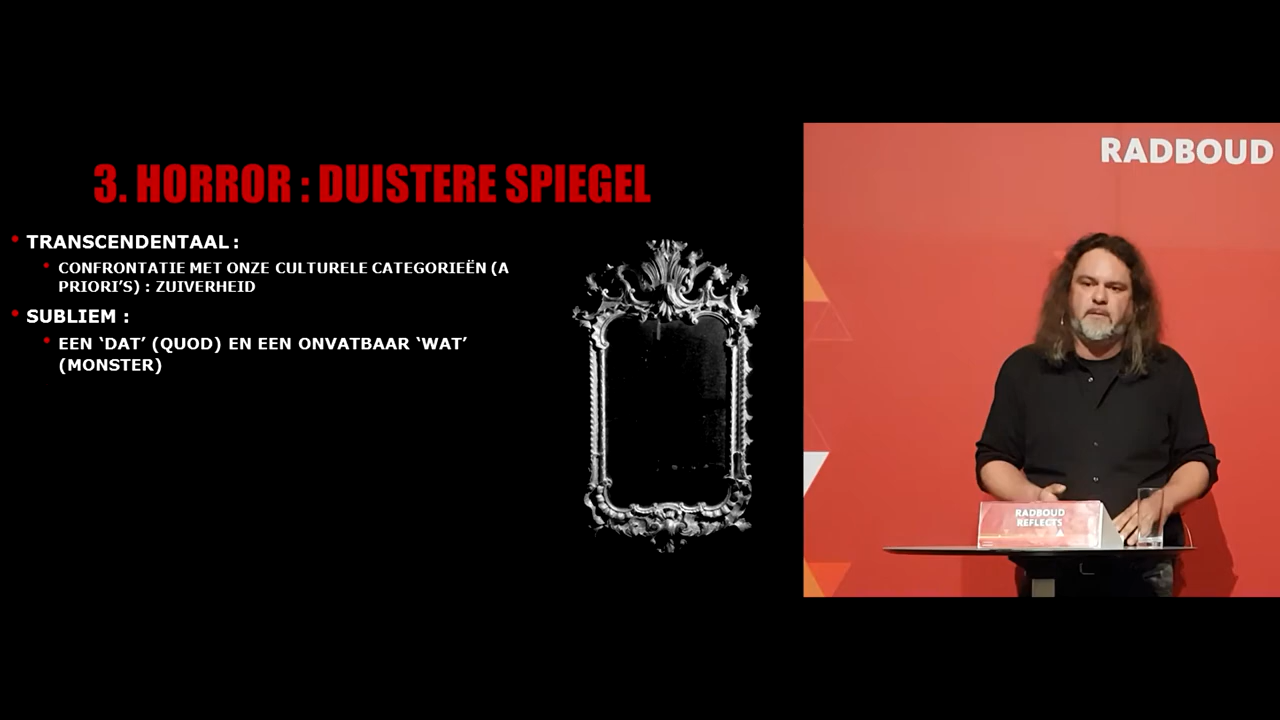 3. HORROR : DUISTERE SPIEGEL
• TRANSCENDENTAAL :
• CONFRONTATIE MET ONZE CULTURELE CATEGORIEËN (A
PRIORI’S) : ZUIVERHEID
• SUBLIEM :
• EEN ‘DAT’ (QUOD) EN EEN ONVATBAAR ‘WAT’
(MONSTER)
RADBOUD
RADBOUD
REFLECTS